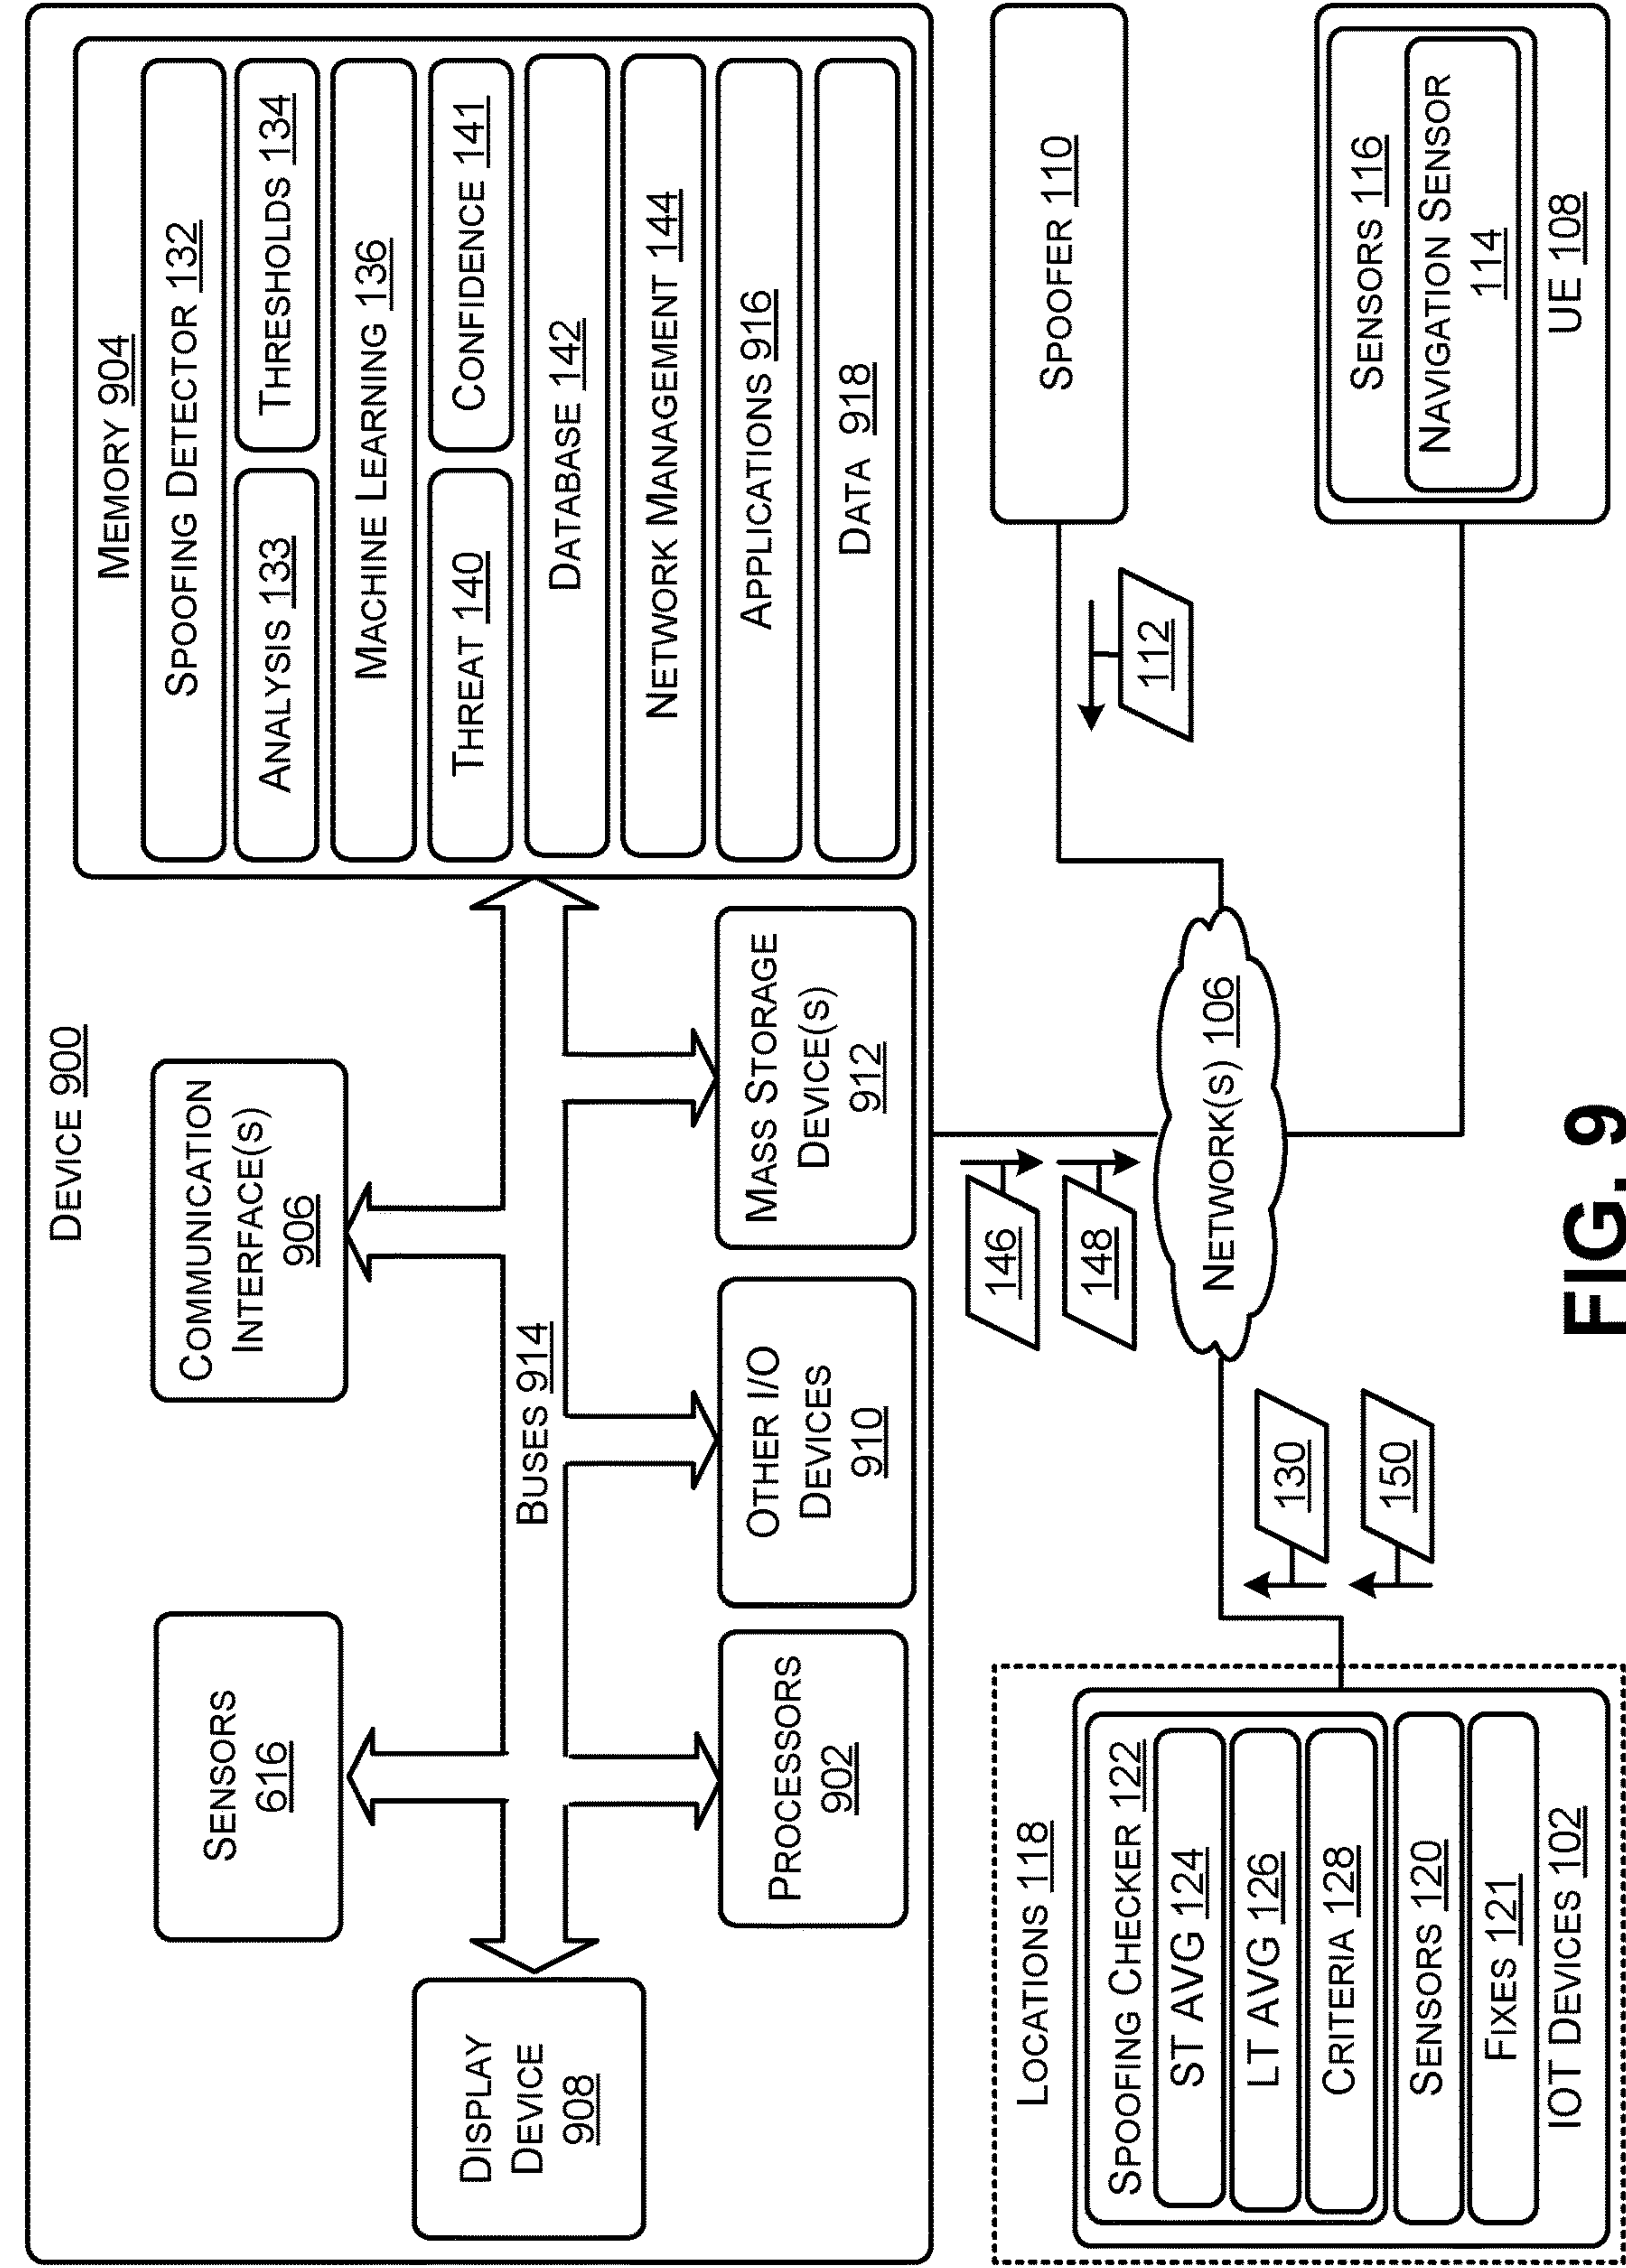 DEVICE 900
DISPLAY
DEVICE
908
SENSORS
616
COMMUNICATION
INTERFACE(S)
906
BUSES 914
PROCESSORS
902
OTHER I/O
DEVICES
910
MASS STORAGE
DEVICE(S)
912
MEMORY 904
SPOOFING DETECTOR 132
ANALYSIS 133
THRESHOLDS 134
MACHINE LEARNING 136
THREAT 140
CONFIDENCE 141
DATABASE 142
NETWORK MANAGEMENT 144
APPLICATIONS 916
DATA 918
LOCATIONS 118
SPOOFING CHECKER 122
ST AVG 124
LT AVG 126
CRITERIA 128
SENSORS 120
FIXES 121
IOT DEVICES 102
130
150
146
148
NETWORK(S) 106
112
SPOOFER 110
SENSORS 116
NAVIGATION SENSOR
114
UE 108
FIG. 9